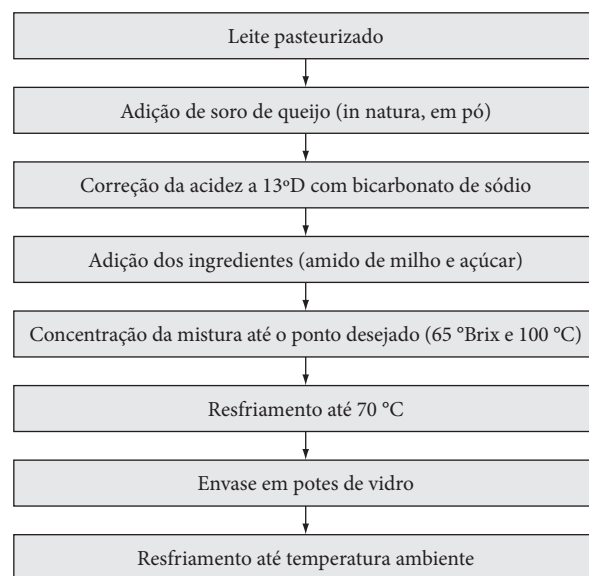 Leite pasteurizado
Adição de soro de queijo (in natura, em pó)
Correção da acidez a 13ºD com bicarbonato de sódio
Adição dos ingredientes (amido de milho e açúcar)
Concentração da mistura até o ponto desejado (65 °Brix e 100 °C)
Resfriamento até 70 °C
Envase em potes de vidro
Resfriamento até temperatura ambiente